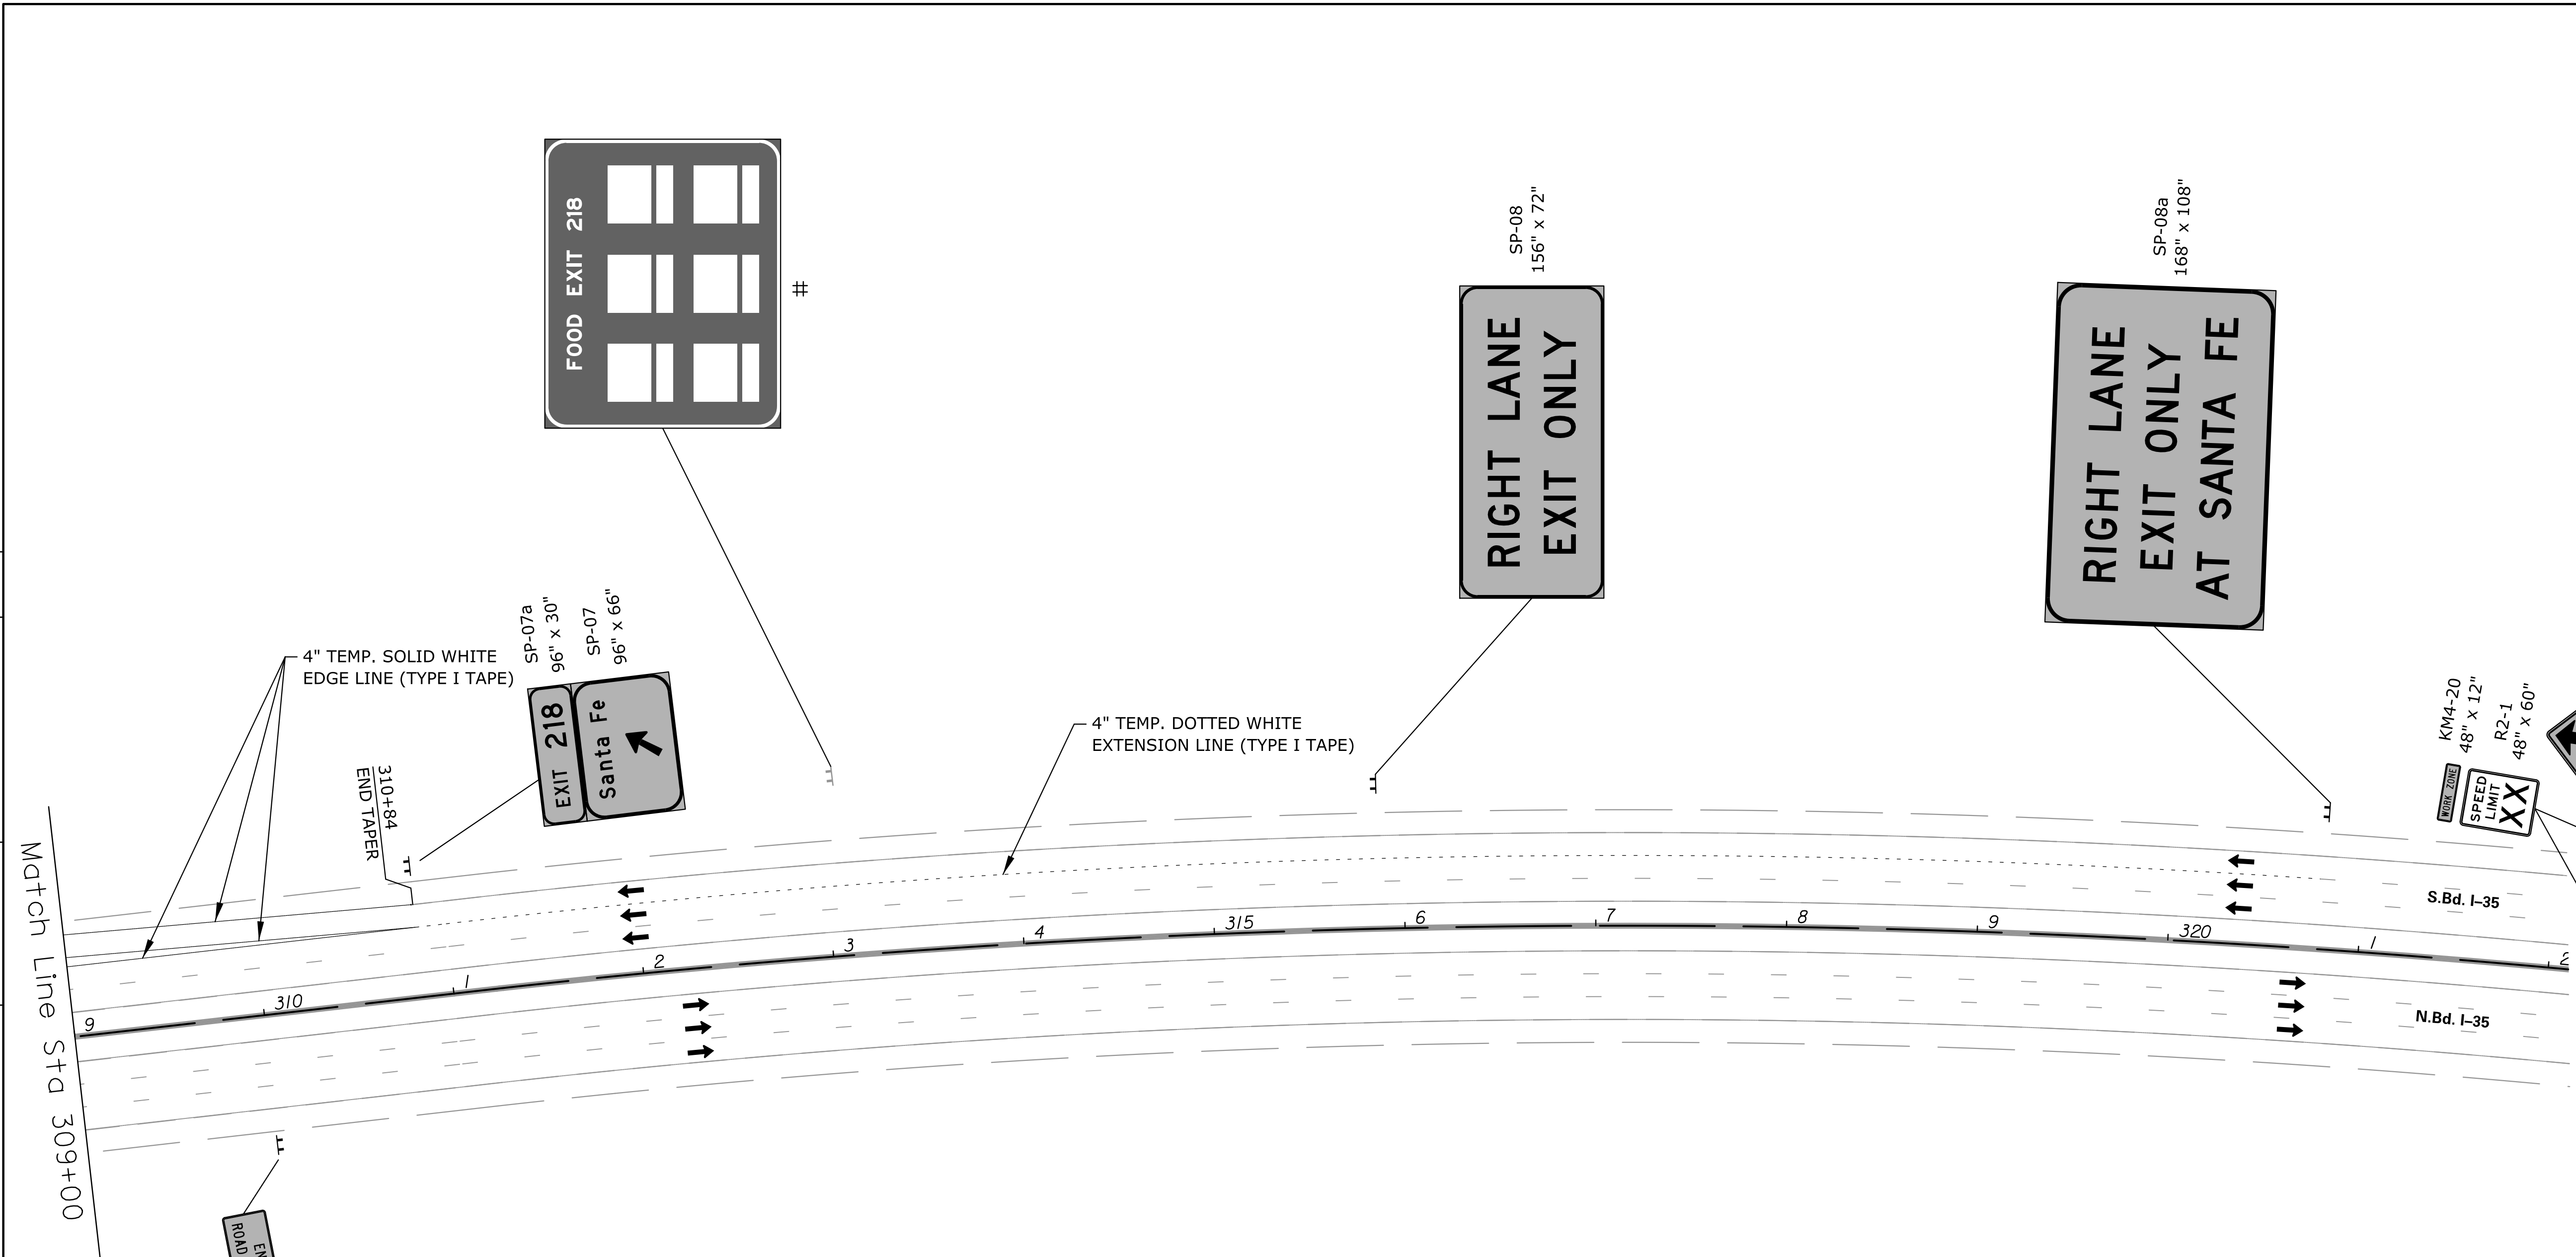 FOOD EXIT 218
#
SP-08
156" x 72"
RIGHT LANE
EXIT ONLY
SP-08a
168" x 108"
RIGHT LANE
EXIT ONLY
AT SANTA FE
SP-07a
96" x 30"
SP-07
96" x 66"
EXIT 218
Santa Fe
4" TEMP. SOLID WHITE
EDGE LINE (TYPE I TAPE)
310+84
END TAPER
4" TEMP. DOTTED WHITE
EXTENSION LINE (TYPE I TAPE)
KM4-20
48" x 12"
R2-1
48" x 60"
WORK ZONE
SPEED
LIMIT
XX
S.Bd. I-35
9 310 1 2 3 4 315 6 7 8 9 320 1 2
N.Bd. I-35
Match Line Sta 309+00
EN
ROAD